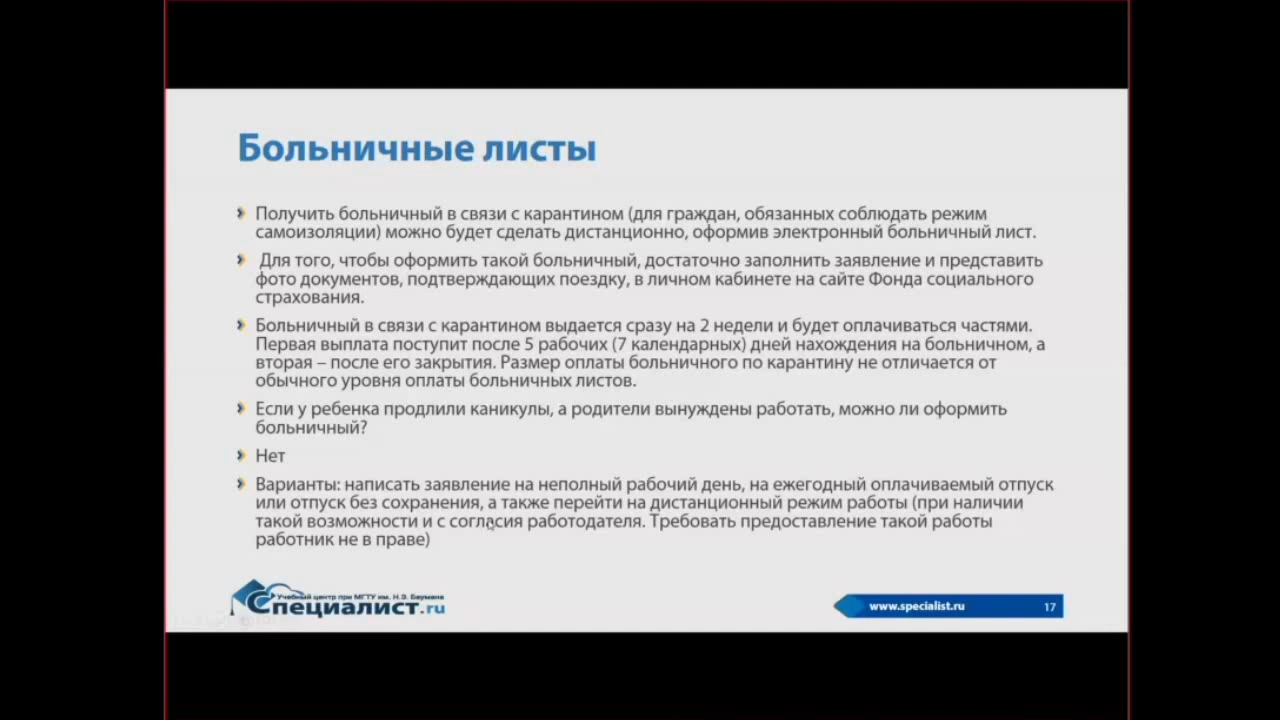 Больничные листы
Получить больничный в связи с карантином (для граждан, обязанных соблюдать режим
самоизоляции) можно будет сделать дистанционно, оформив электронный больничный лист.
Для того, чтобы оформить такой больничный, достаточно заполнить заявление и представить
фото документов, подтверждающих поездку, в личном кабинете на сайте Фонда социального
страхования.
Больничный в связи с карантином выдается сразу на 2 недели и будет оплачиваться частями.
Первая выплата поступит после 5 рабочих (7 календарных) дней нахождения на больничном, а
вторая – после его закрытия. Размер оплаты больничного по карантину не отличается от
обычного уровня оплаты больничных листов.
Если у ребенка продлили каникулы, а родители вынуждены работать, можно ли оформить
больничный?
Нет
Варианты: написать заявление на неполный рабочий день, на ежегодный оплачиваемый отпуск
или отпуск без сохранения, а также перейти на дистанционный режим работы (при наличии
такой возможности и с согласия работодателя. Требовать предоставление такой работы
работник не в праве)
Учебный центр при МГТУ им. Н.Э. Баумана
Специалист.ru
www.specialist.ru
17